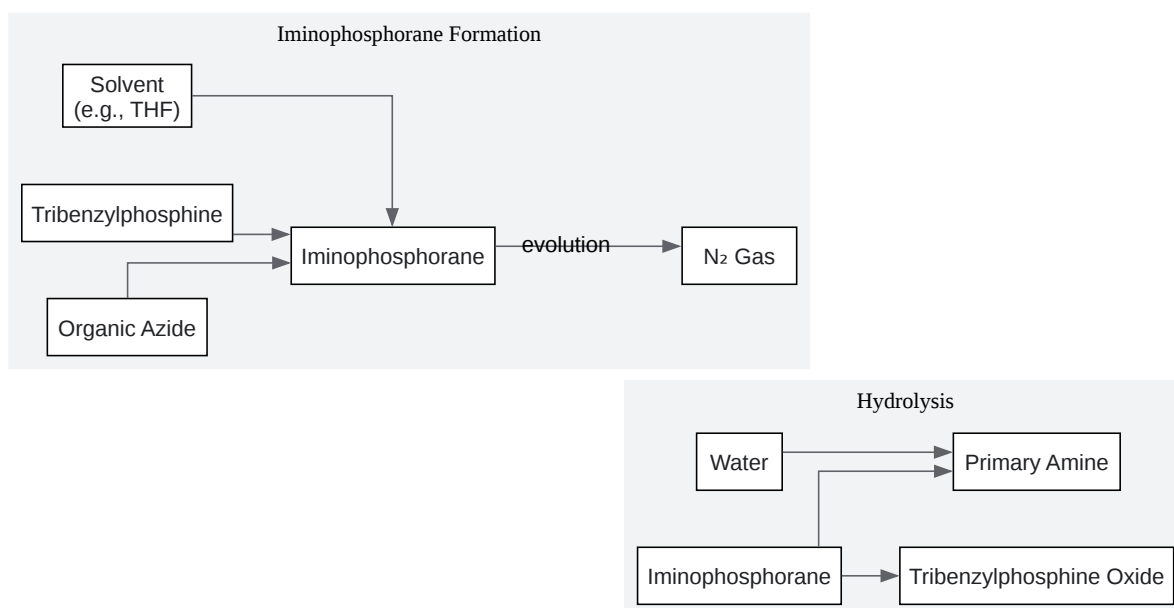 Iminophosphorane Formation
Solvent
(e.g., THF)
Tribenzylphosphine
Iminophosphorane
evolution
N₂ Gas
Organic Azide
Hydrolysis
Water
Primary Amine
Iminophosphorane
Tribenzylphosphine Oxide